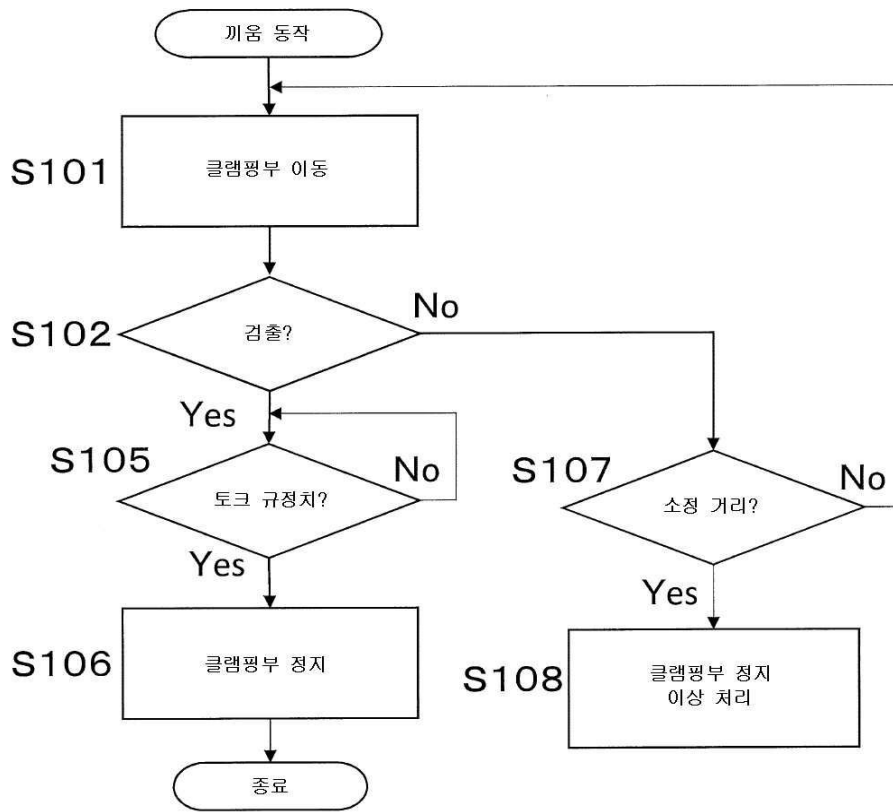 끼움 동작
S101
클램핑부 이동
S102
검출?
No
Yes
S105
토크 규정치?
No
S107
소정 거리?
No
Yes
Yes
S106
클램핑부 정지
S108
클램핑부 정지
이상 처리
종료